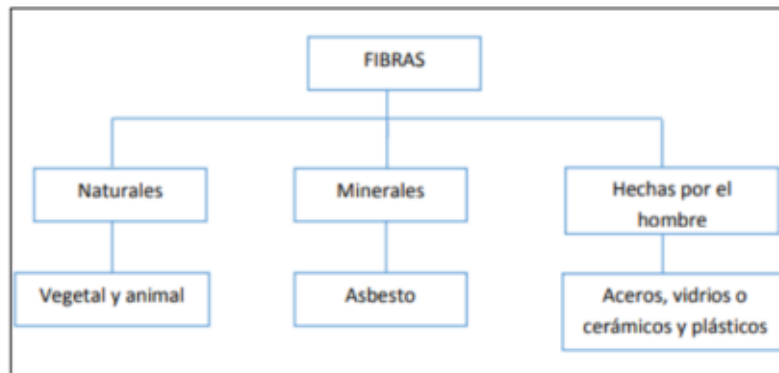 FIBRAS
Naturales
Minerales
Hechas por el
hombre
Vegetal y animal
Asbesto
Aceros, vidrios o
cerámicos y plásticos